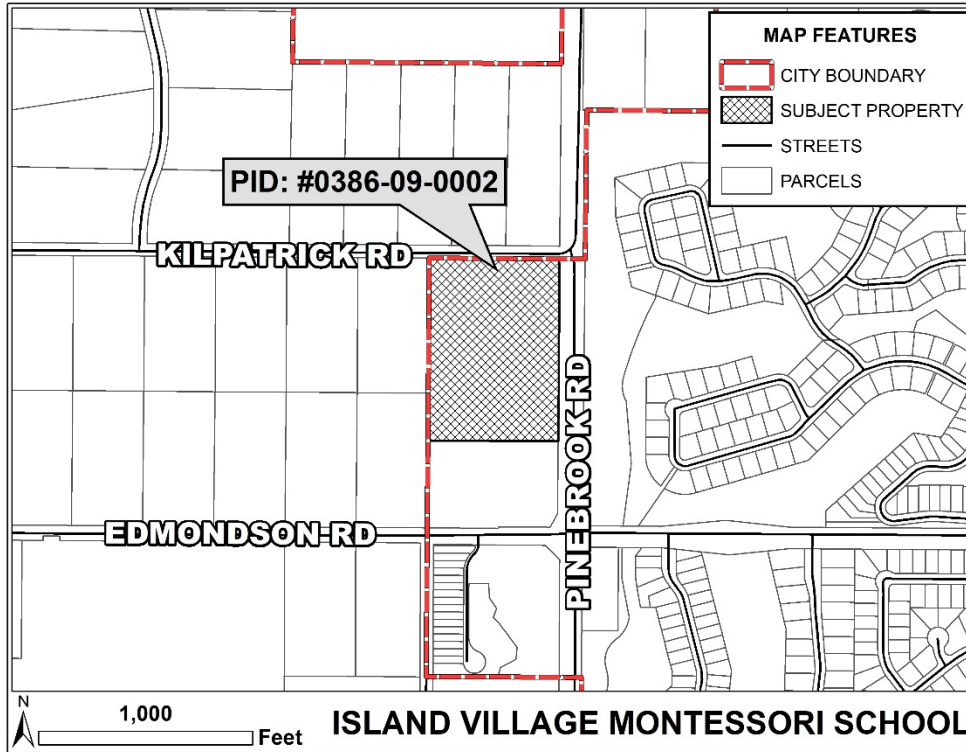 MAP FEATURES
CITY BOUNDARY
SUBJECT PROPERTY
STREETS
PARCELS
PID: #0386-09-0002
KILPATRICK RD
PINEBROOK RD
EDMONDSON RD
N
1,000
Feet
ISLAND VILLAGE MONTESSORI SCHOOL